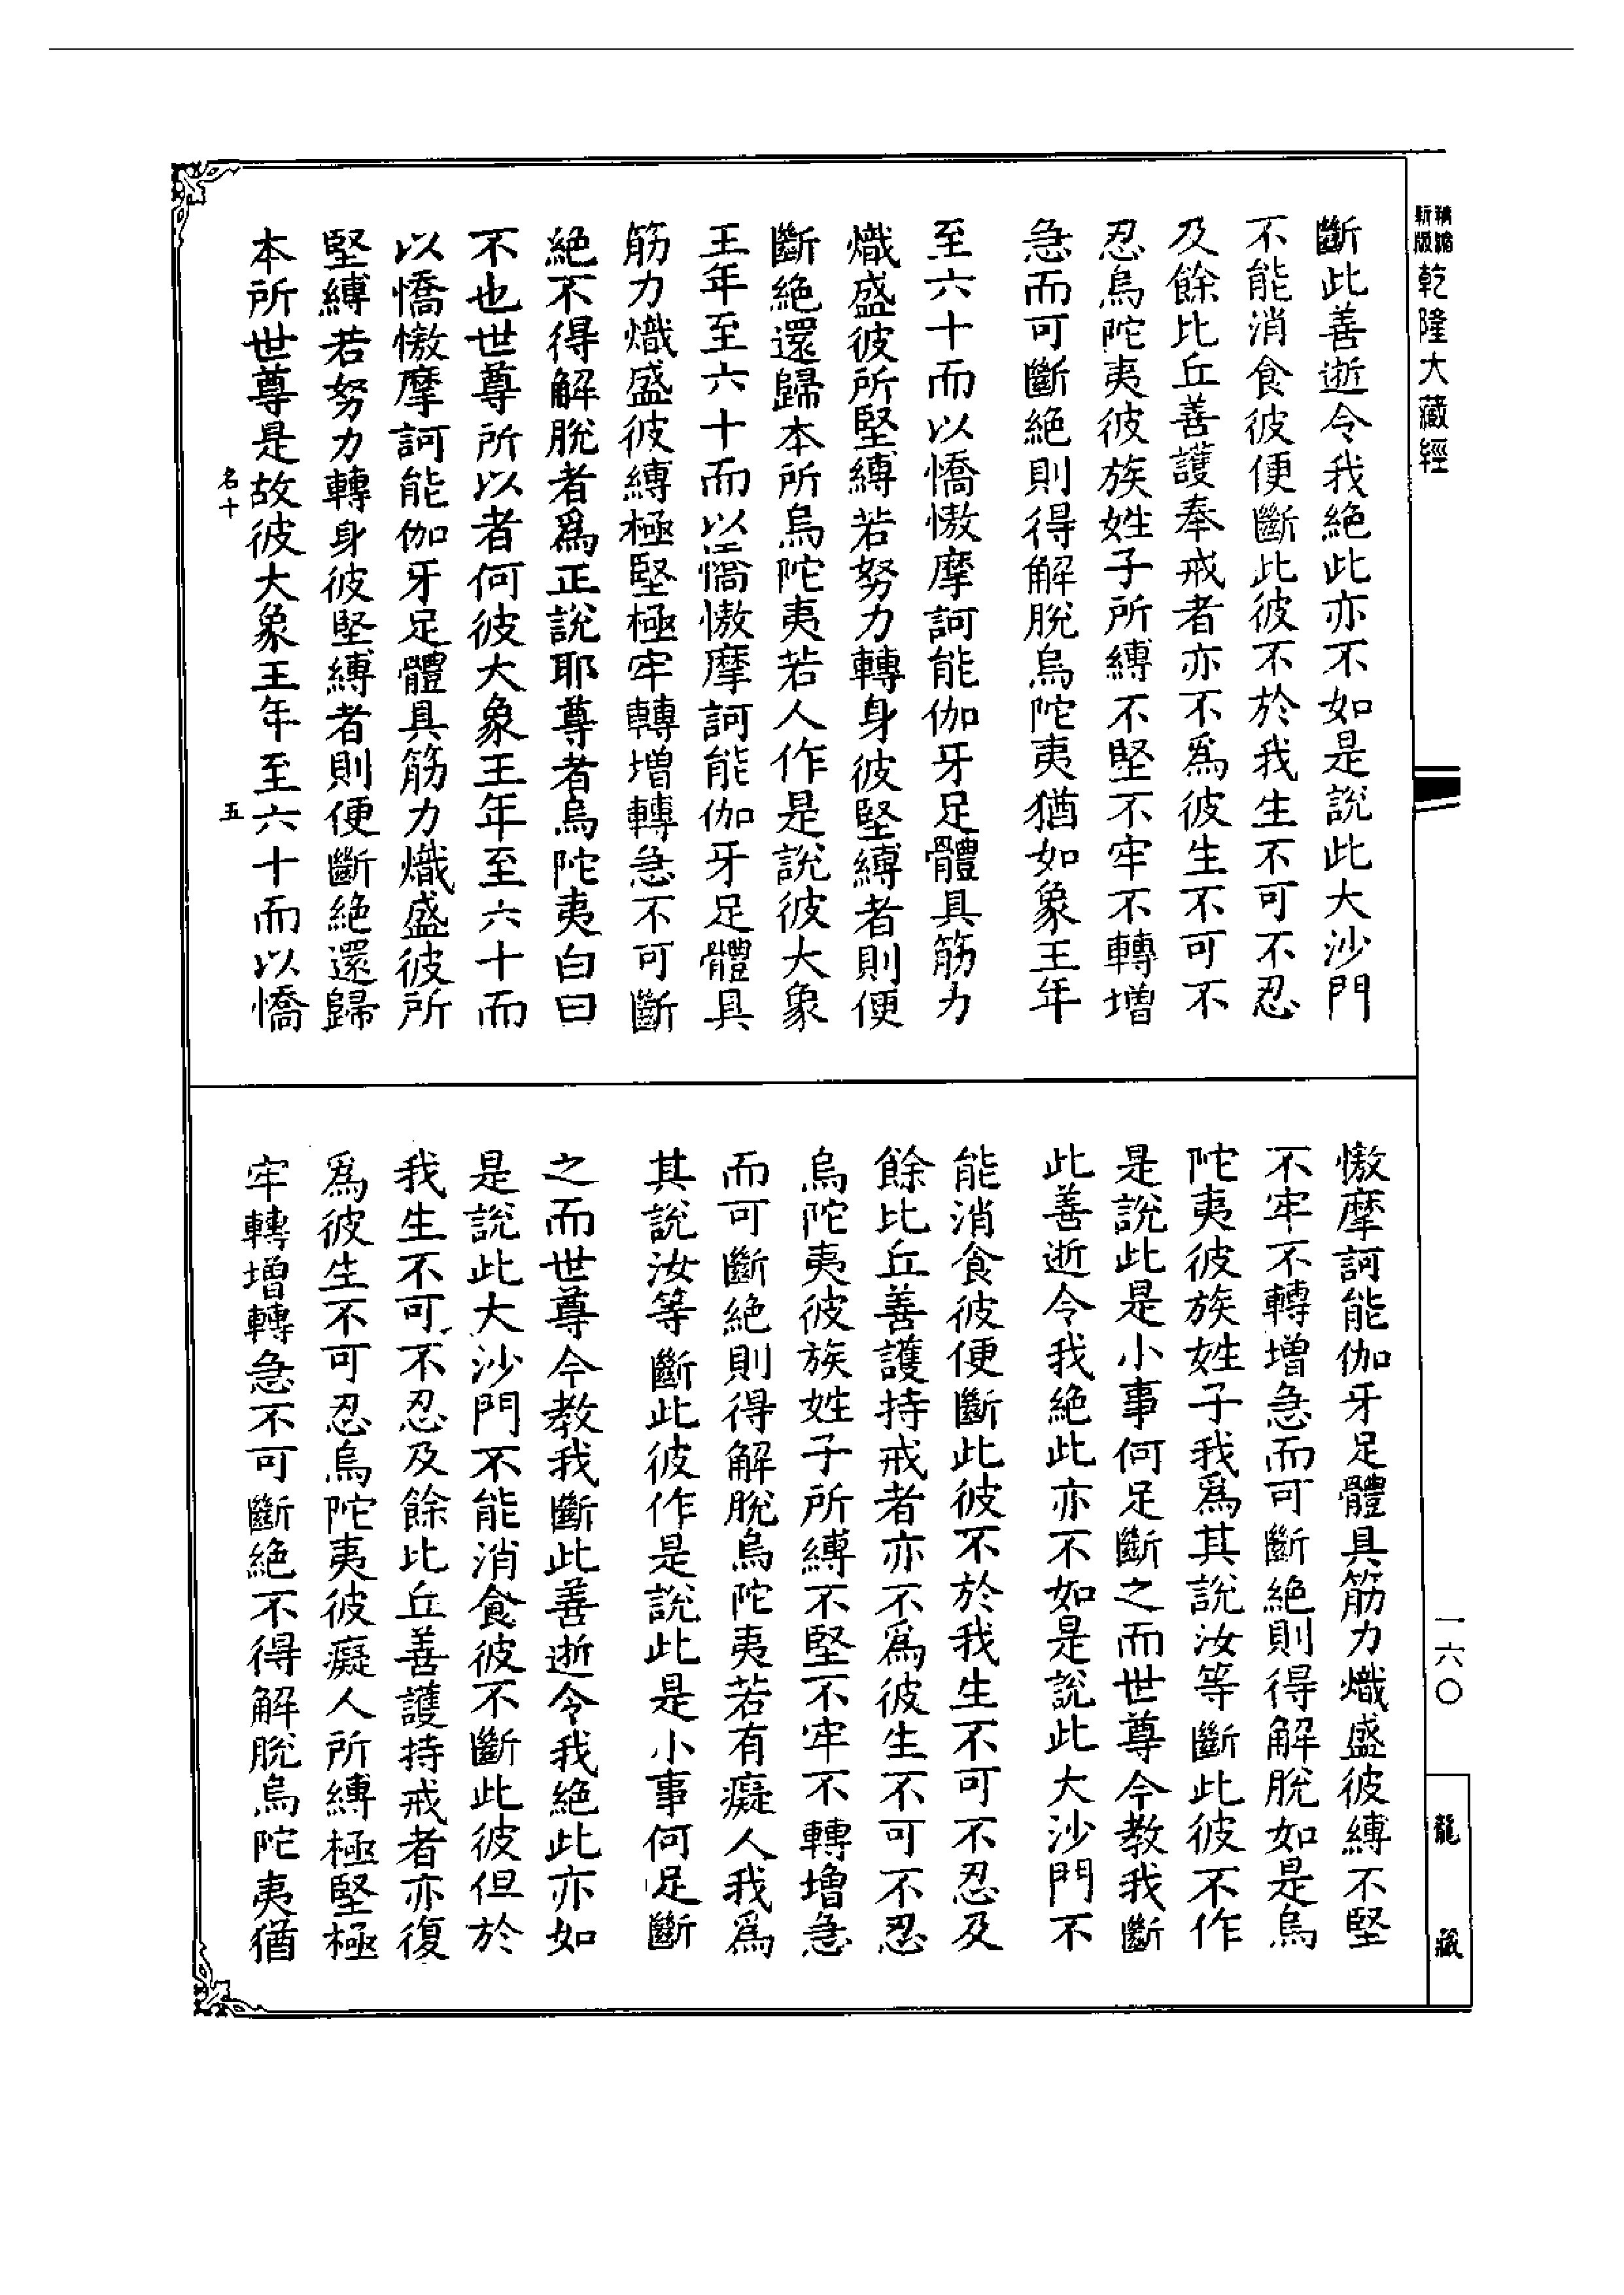 精縮新版乾隆大藏經
斷此善逝令我絕此亦不如是說此大沙門
不能消食彼便斷此彼不於我生不可不忍
及餘比丘善護奉戒者亦不爲彼生不可不
忍烏陀夷彼族姓子所縛不堅不牢不轉增
急而可斷絕則得解脫烏陀夷猶如象王年
至六十而以憍慠摩訶能伽牙足體具筋力
熾盛彼所堅縛若努力轉身彼堅縛者則便
斷絕還歸本所烏陀夷若人作是說彼大象
王年至六十而以憍慠摩訶能伽牙足體具
筋力熾盛彼縛極堅極牢轉增轉急不可斷
絕不得解脫者爲正說耶尊者烏陀夷白曰
不也世尊所以者何彼大象王年至六十而
以憍慠摩訶能伽牙足體具筋力熾盛彼所
堅縛若努力轉身彼堅縛者則便斷絕還歸
本所世尊是故彼大象王年至六十而以憍
名十 五
慠摩訶能伽牙足體具筋力熾盛彼縛不堅
不牢不轉增急而可斷絕則得解脫如是烏
陀夷彼族姓子我爲其說汝等斷此彼不作
是說此是小事何足斷之而世尊今教我斷
此善逝令我絕此亦不如是說此大沙門不
能消食彼便斷此彼不於我生不可不忍及
餘比丘善護持戒者亦不爲彼生不可不忍
烏陀夷彼族姓子所縛不堅不牢不轉增急
而可斷絕則得解脫烏陀夷若有癡人我爲
其說汝等斷此彼作是說此是小事何足斷
之而世尊今教我斷此善逝令我絕此亦如
是說此大沙門不能消食彼不斷此彼但於
我生不可不忍及餘比丘善護持戒者亦復
爲彼生不可忍烏陀夷彼癡人所縛極堅極
牢轉增轉急不可斷絕不得解脫烏陀夷猶
一六〇
龍藏